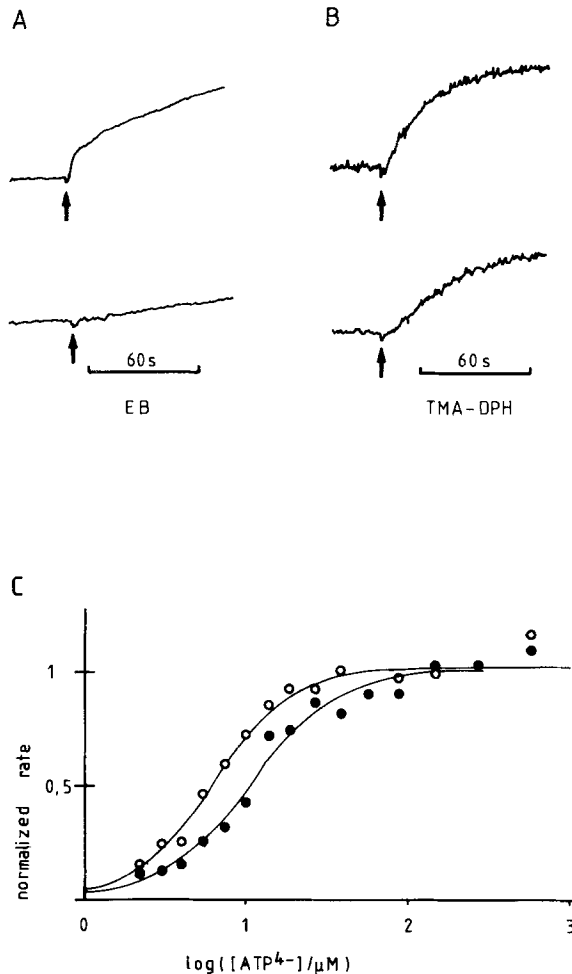 A
B
60s
60s
EB
TMA-DPH
C
1
0,5
normalized rate
0
1
2
3
log([ATP4-]/μM)